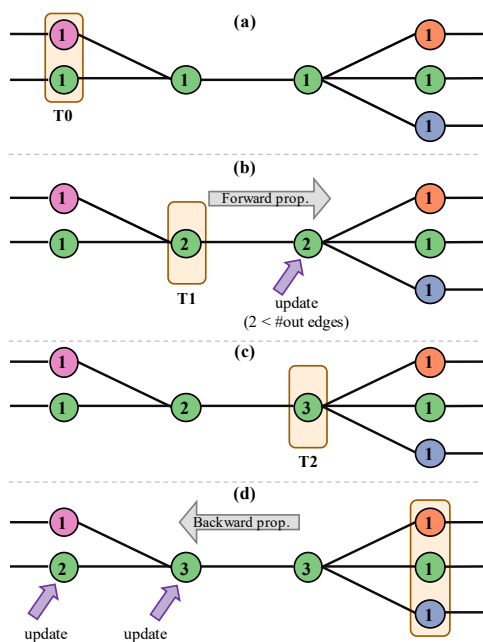 (a)
1 1
1 1 1 1
1
T0
(b)
Forward prop.
1 1
1 2 2 1
1
T1
update
(2 < #out edges)
(c)
1 1
1 2 3 1
1
T2
(d)
Backward prop.
1 1
2 3 3 1
1
update update